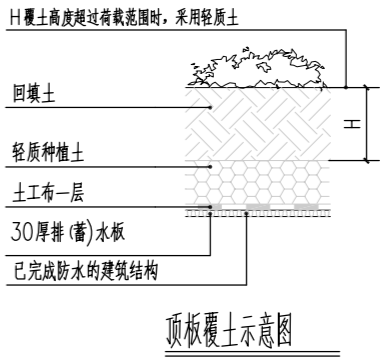 H覆土高度超过荷载范围时，采用轻质土
回填土
H
轻质种植土
土工布一层
30厚排(蓄)水板
已完成防水的建筑结构
顶板覆土示意图